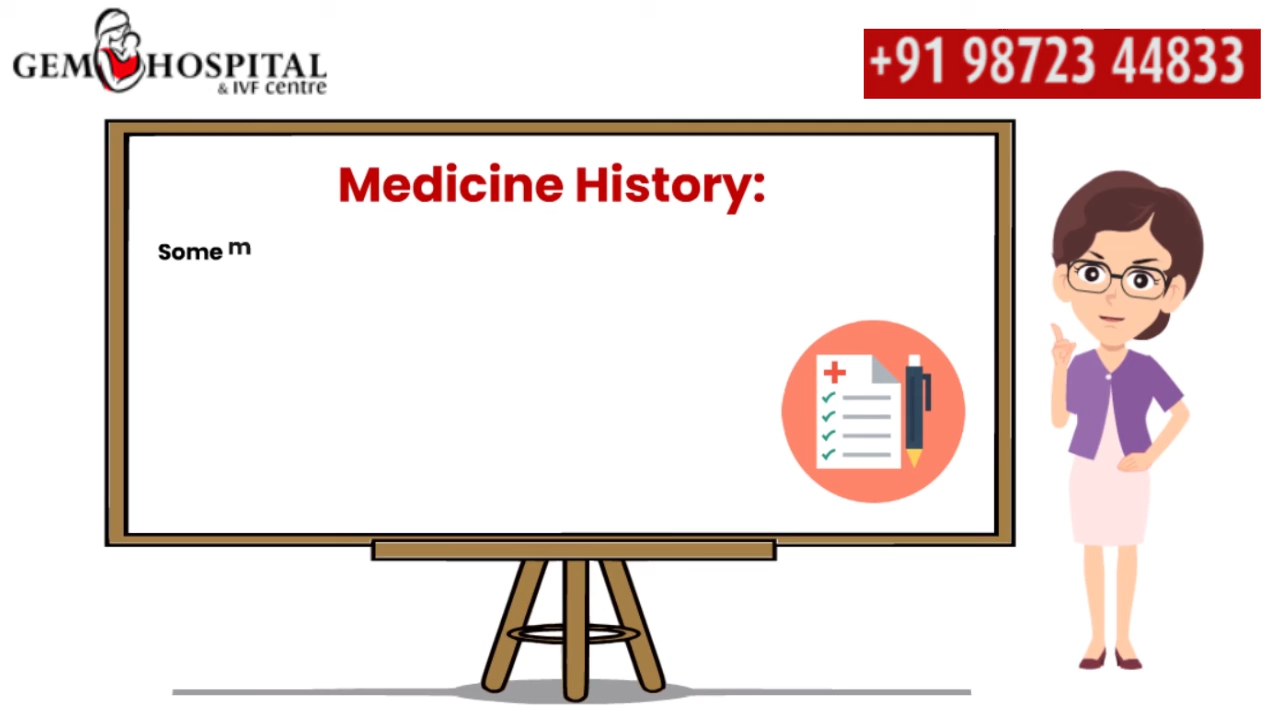 GEM HOSPITAL
& IVF centre
+91 98723 44833
Medicine History:
Some m